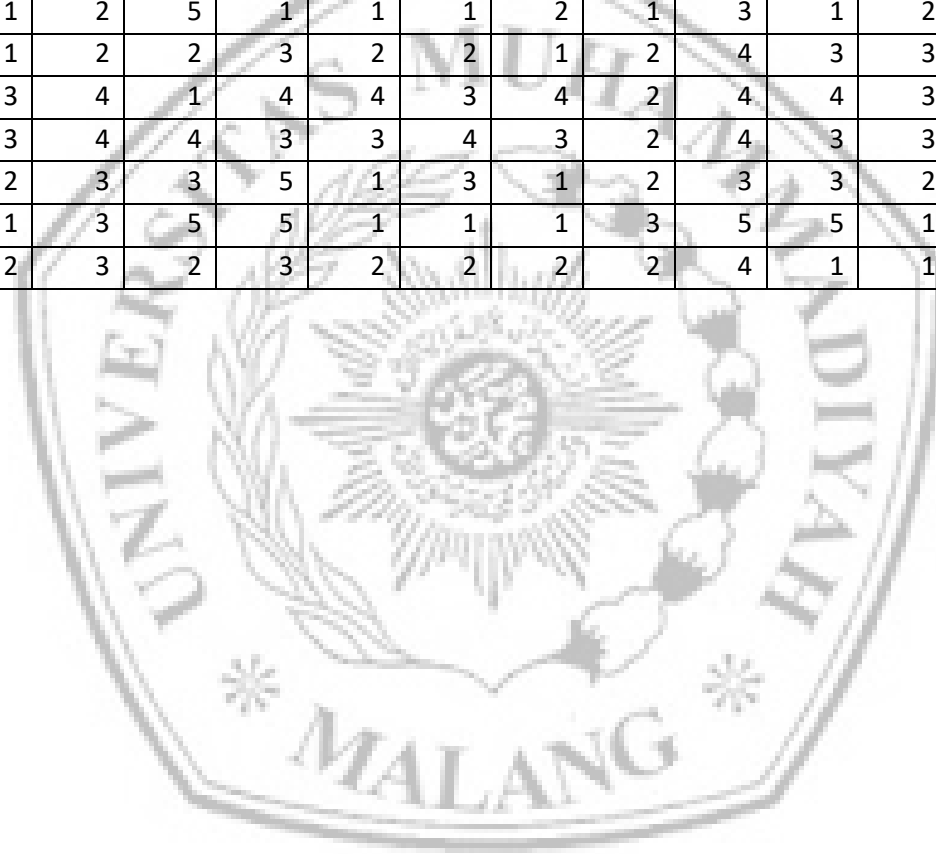 1 2 5 1 1 1 2 1 3 1 2
1 2 2 3 2 2 1 2 4 3 3
3 4 1 4 4 3 4 2 4 4 3
3 4 4 3 3 4 3 2 4 3 3
2 3 3 5 1 3 1 2 3 3 2
1 3 5 5 1 1 1 3 5 5 1
2 3 2 3 2 2 2 2 4 1 1
UNIVERSITAS MUHAMMADIYAH
MALANG